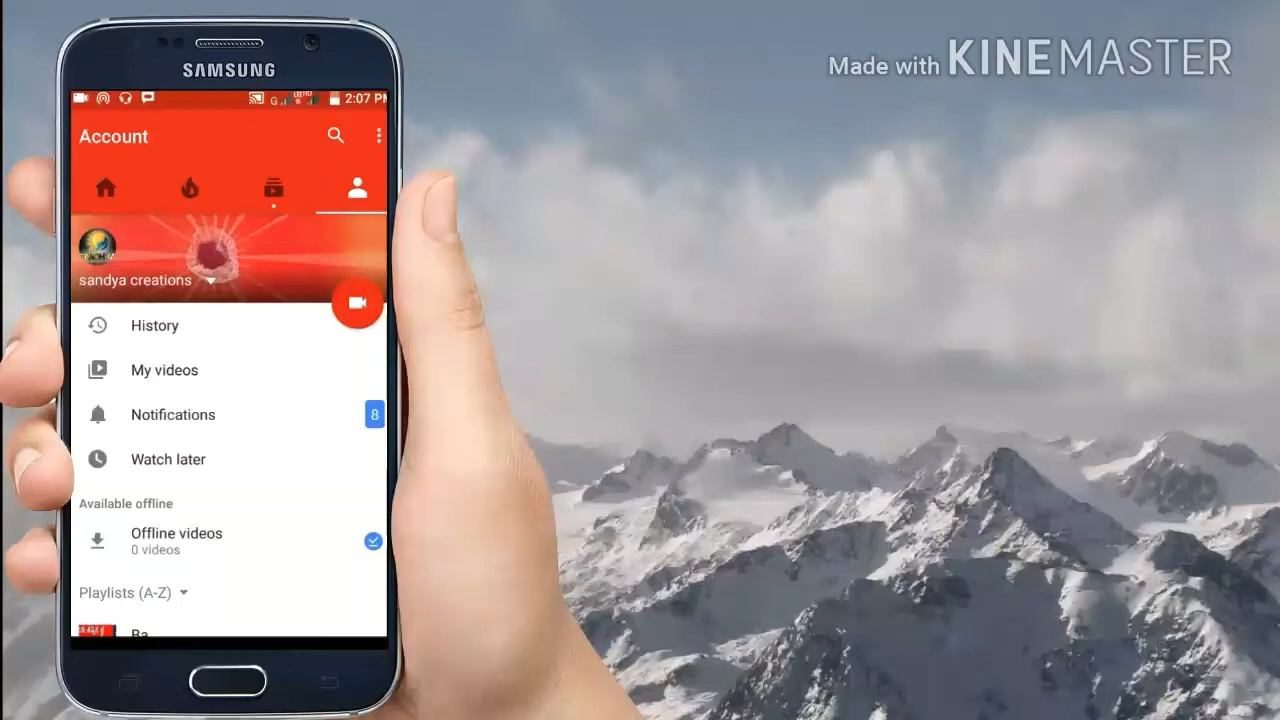 Made with KINEMASTER
SAMSUNG
2:07 PM
Account
sandya creations
History
My videos
Notifications
8
Watch later
Available offline
Offline videos
0 videos
Playlists (A-Z)
Ba